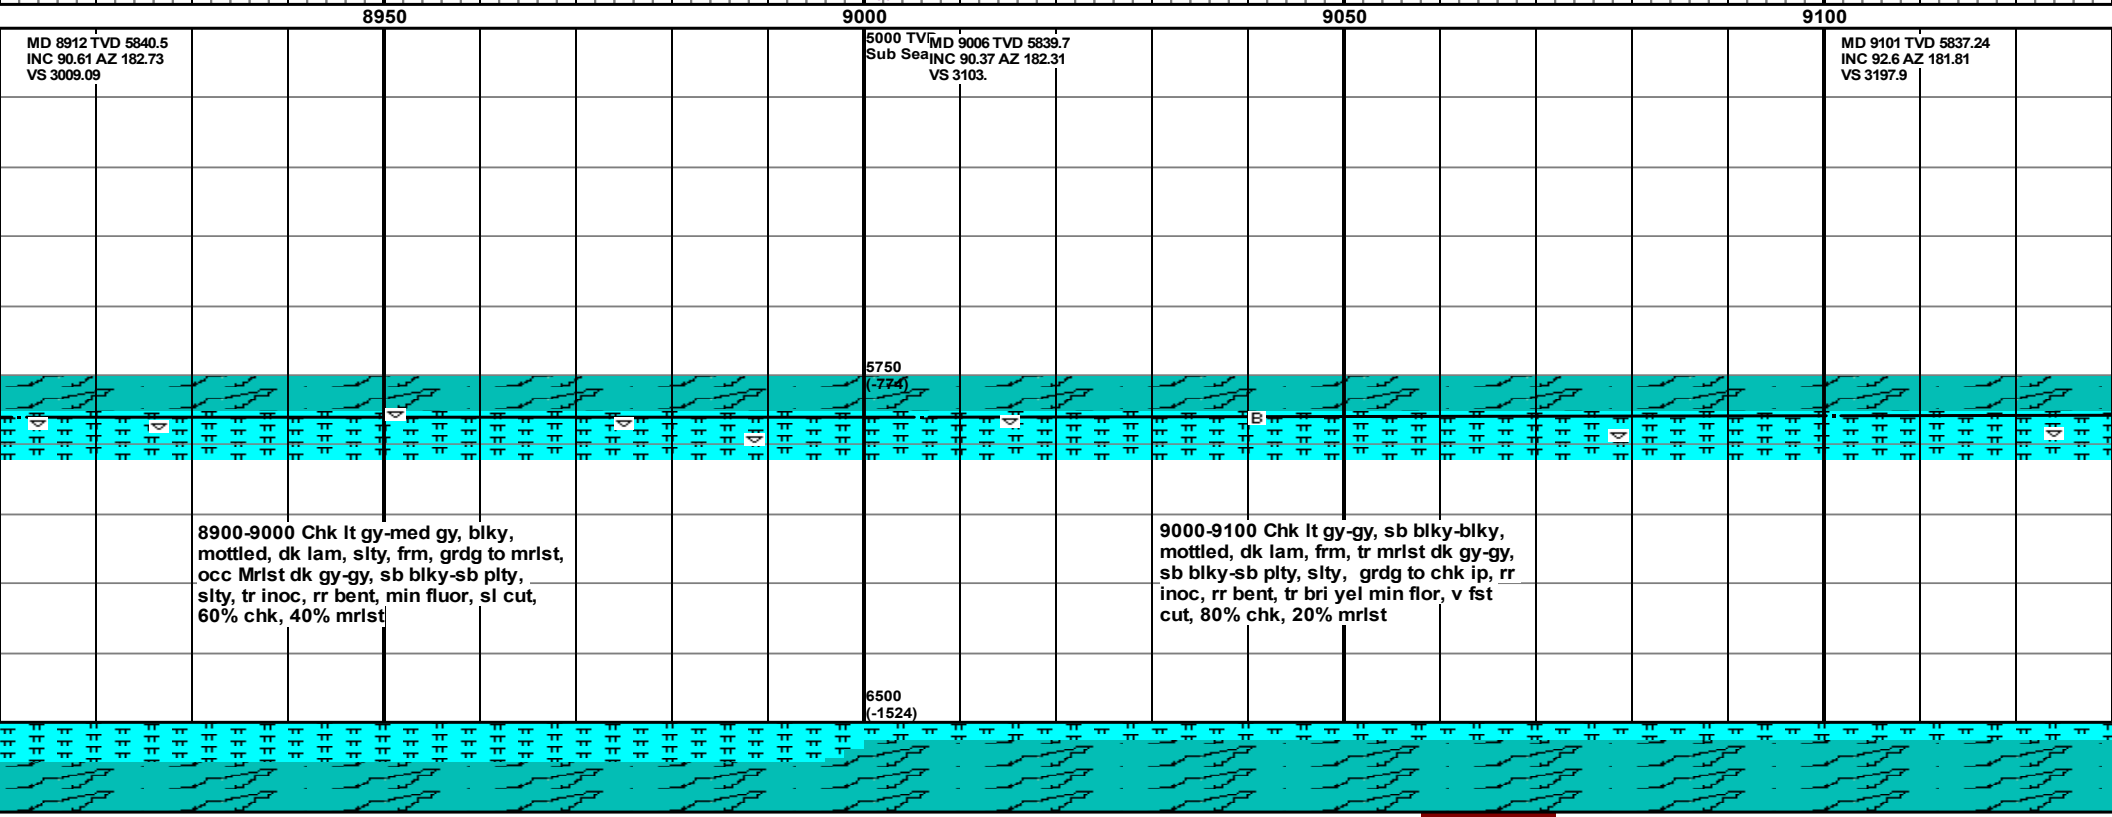 8950 9000 9050 9100
MD 8912 TVD 5840.5
INC 90.61 AZ 182.73
VS 3009.09
5000 TVD
Sub Sea
MD 9006 TVD 5839.7
INC 90.37 AZ 182.31
VS 3103.
MD 9101 TVD 5837.24
INC 92.6 AZ 181.81
VS 3197.9
5750
(-774)
B
8900-9000 Chk lt gy-med gy, blky,
mottled, dk lam, slty, frm, grdg to mrlst,
occ Mrlst dk gy-gy, sb blky-sb plty,
slty, tr inoc, rr bent, min fluor, sl cut,
60% chk, 40% mrlst
9000-9100 Chk lt gy-gy, sb blky-blky,
mottled, dk lam, frm, tr mrlst dk gy-gy,
sb blky-sb plty, slty, grdg to chk ip, rr
inoc, rr bent, tr bri yel min flor, v fst
cut, 80% chk, 20% mrlst
6500
(-1524)